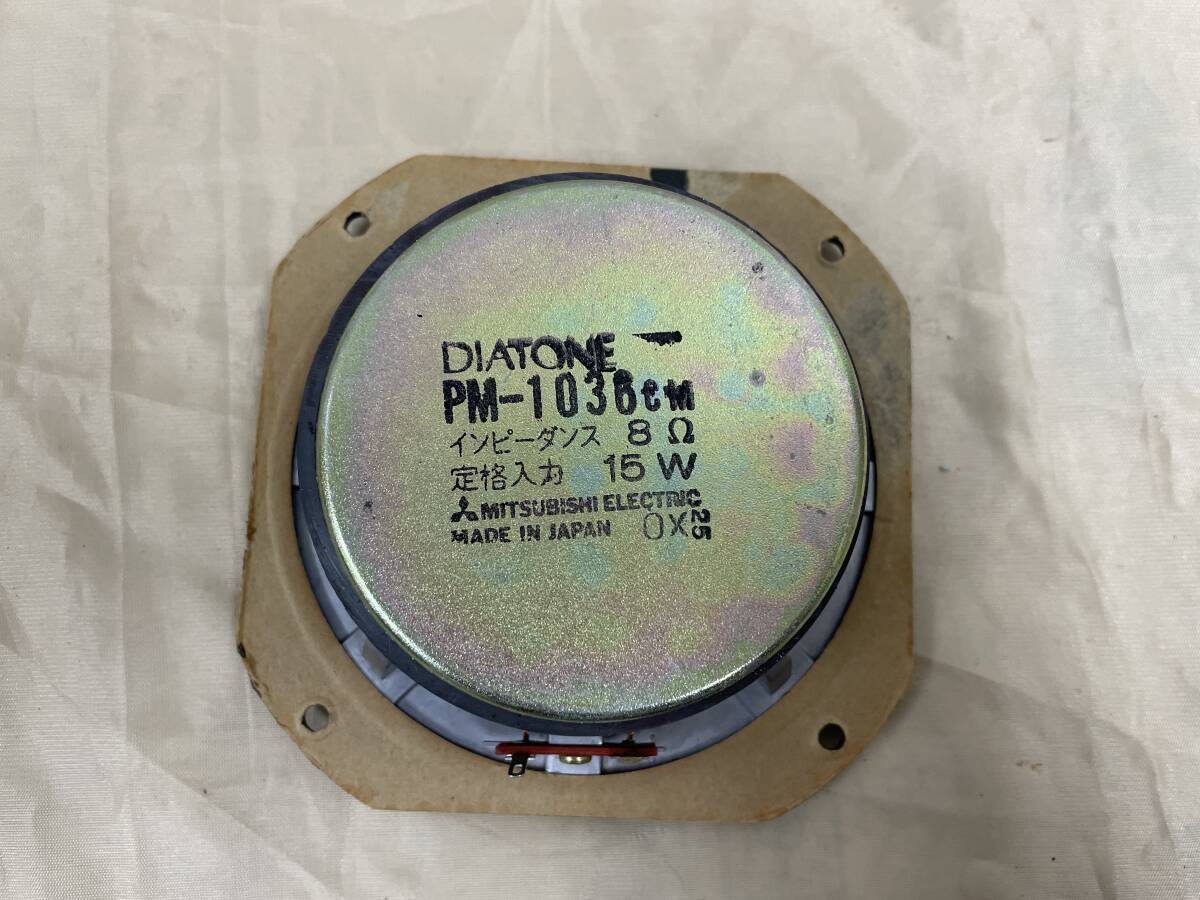 DIATONE
PM-1036CM
インピーダンス 8Ω
定格入力 15W
MITSUBISHI ELECTRIC
MADE IN JAPAN 0X25